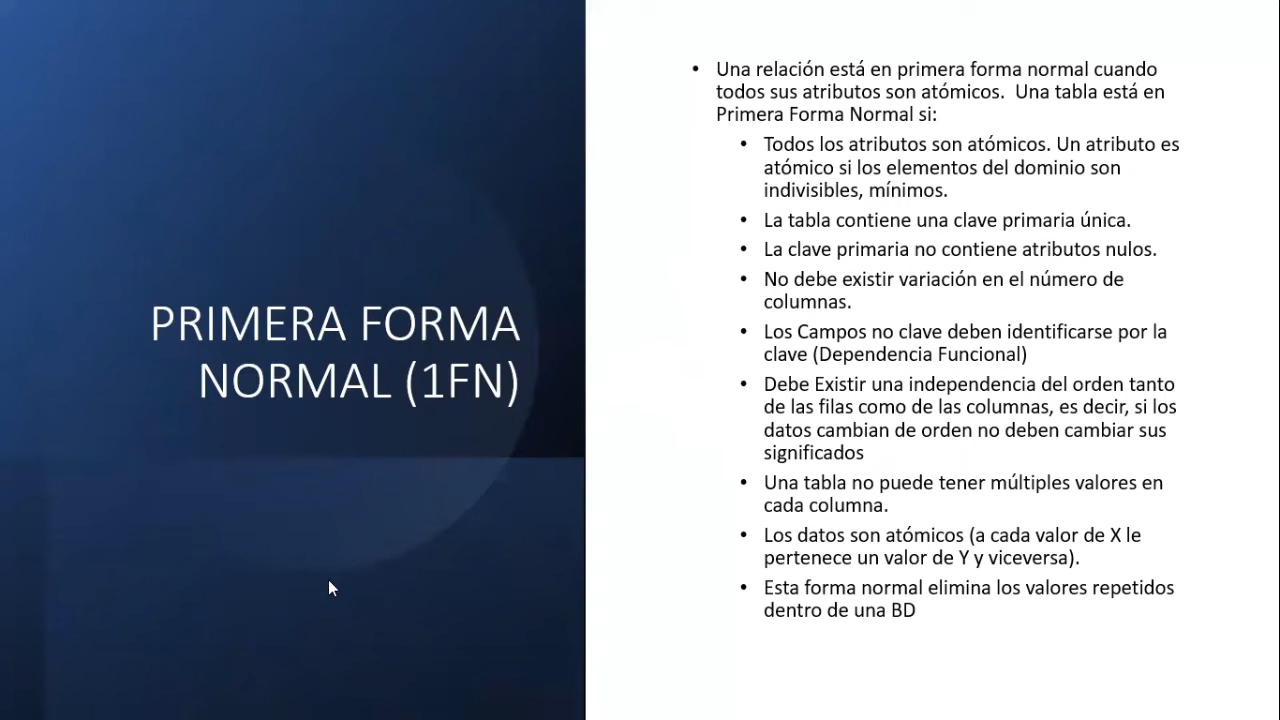 PRIMERA FORMA
NORMAL (1FN)
• Una relación está en primera forma normal cuando
todos sus atributos son atómicos.  Una tabla está en
Primera Forma Normal si:
• Todos los atributos son atómicos. Un atributo es
atómico si los elementos del dominio son
indivisibles, mínimos.
• La tabla contiene una clave primaria única.
• La clave primaria no contiene atributos nulos.
• No debe existir variación en el número de
columnas.
• Los Campos no clave deben identificarse por la
clave (Dependencia Funcional)
• Debe Existir una independencia del orden tanto
de las filas como de las columnas, es decir, si los
datos cambian de orden no deben cambiar sus
significados
• Una tabla no puede tener múltiples valores en
cada columna.
• Los datos son atómicos (a cada valor de X le
pertenece un valor de Y y viceversa).
• Esta forma normal elimina los valores repetidos
dentro de una BD